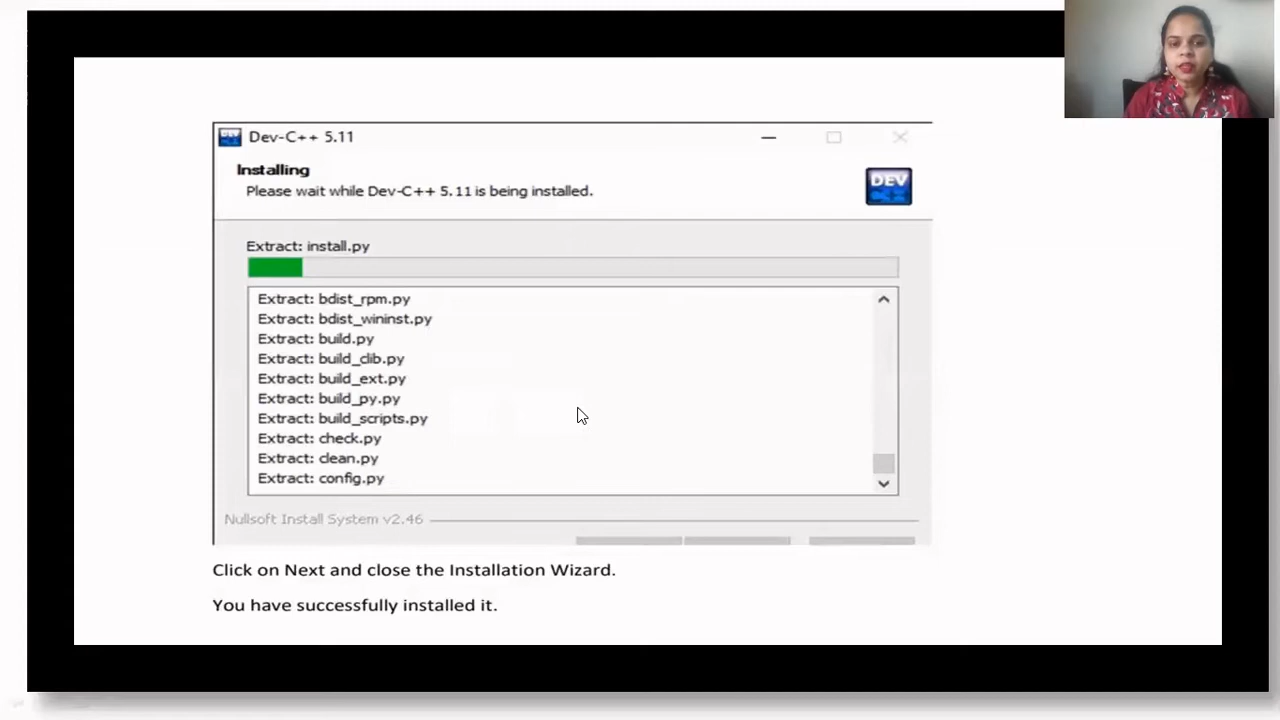 Dev-C++ 5.11
Installing
Please wait while Dev-C++ 5.11 is being installed.
DEV
Extract: install.py
Extract: bdist_rpm.py
Extract: bdist_wininst.py
Extract: build.py
Extract: build_clib.py
Extract: build_ext.py
Extract: build_py.py
Extract: build_scripts.py
Extract: check.py
Extract: clean.py
Extract: config.py
Nullsoft Install System v2.46
Click on Next and close the Installation Wizard.
You have successfully installed it.